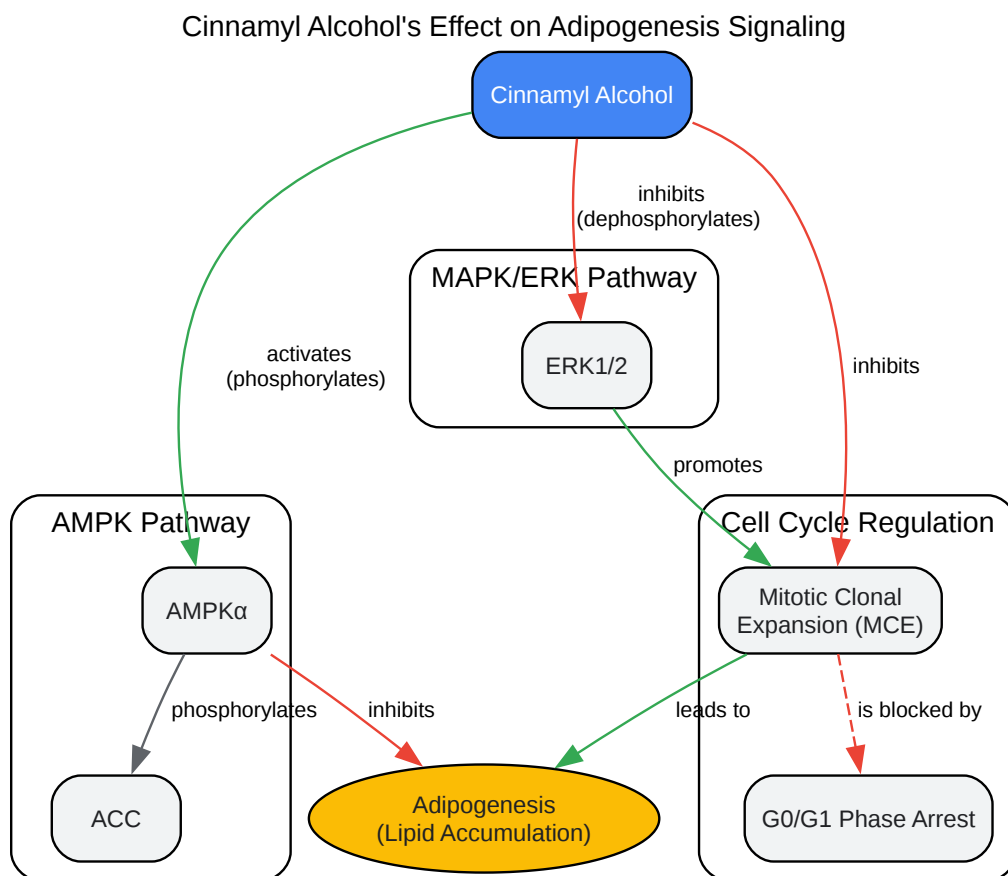 Cinnamyl Alcohol's Effect on Adipogenesis Signaling
Cinnamyl Alcohol
inhibits
(dephosphorylates)
MAPK/ERK Pathway
activates
(phosphorylates)
ERK1/2
inhibits
promotes
AMPK Pathway
Cell Cycle Regulation
AMPKα
Mitotic Clonal
Expansion (MCE)
phosphorylates
inhibits
leads to
is blocked by
ACC
Adipogenesis
(Lipid Accumulation)
G0/G1 Phase Arrest